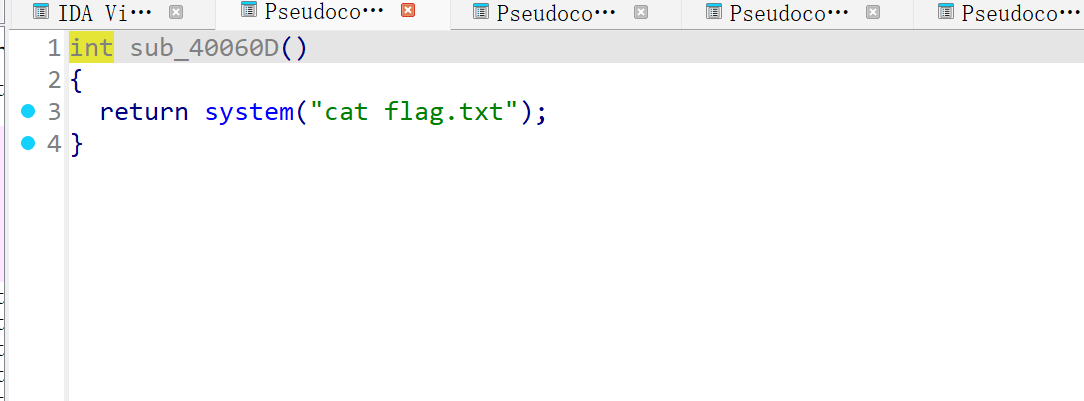 IDA Vi… Pseudoco… Pseudoco… Pseudoco… Pseudoco…
1 int sub_40060D()
2 {
3 return system("cat flag.txt");
4 }